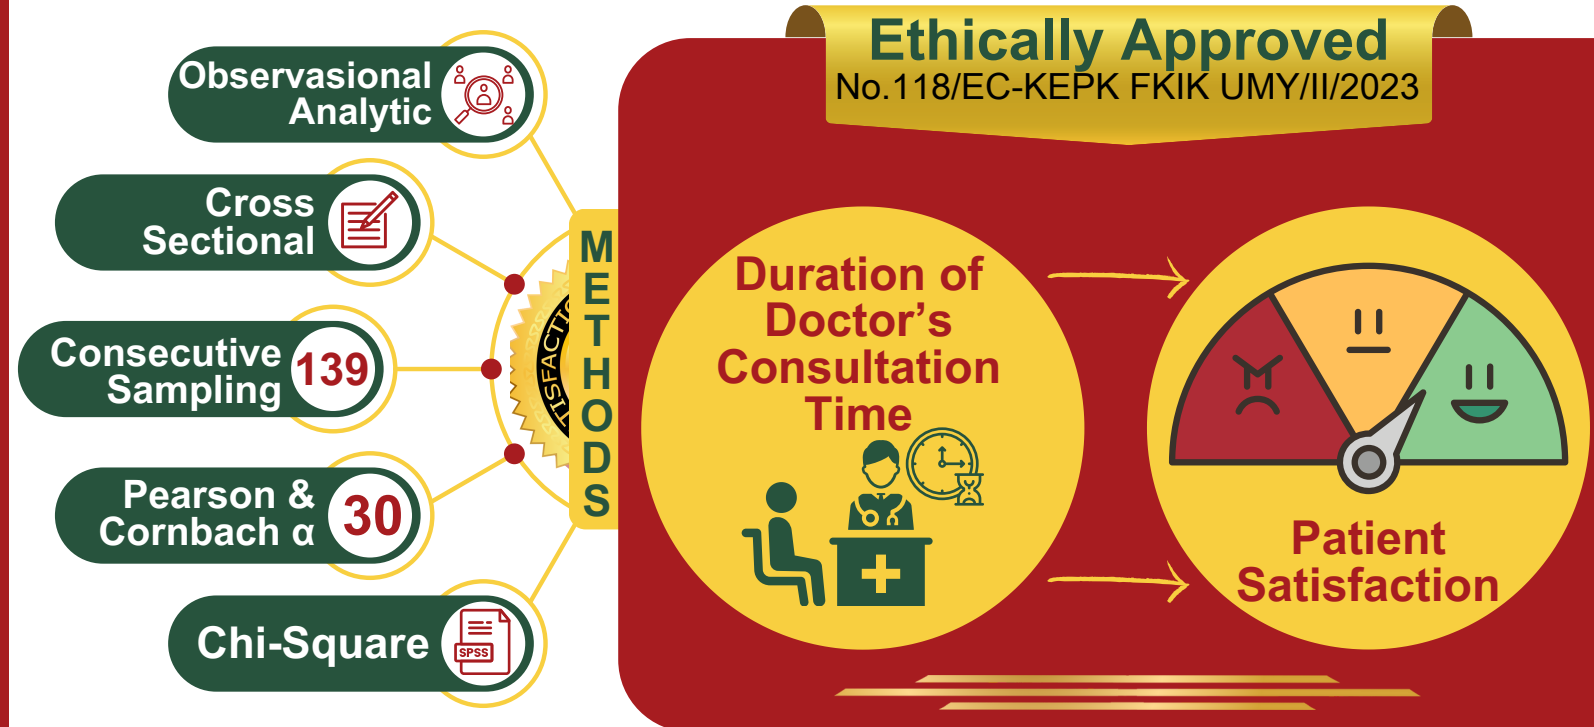 Observasional
Analytic
Cross
Sectional
Consecutive
Sampling
139
Pearson &
Cornbach α
30
Chi-Square
SPSS
METHODS
Ethically Approved
No.118/EC-KEPK FKIK UMY/II/2023
Duration of
Doctor’s
Consultation
Time
Patient
Satisfaction